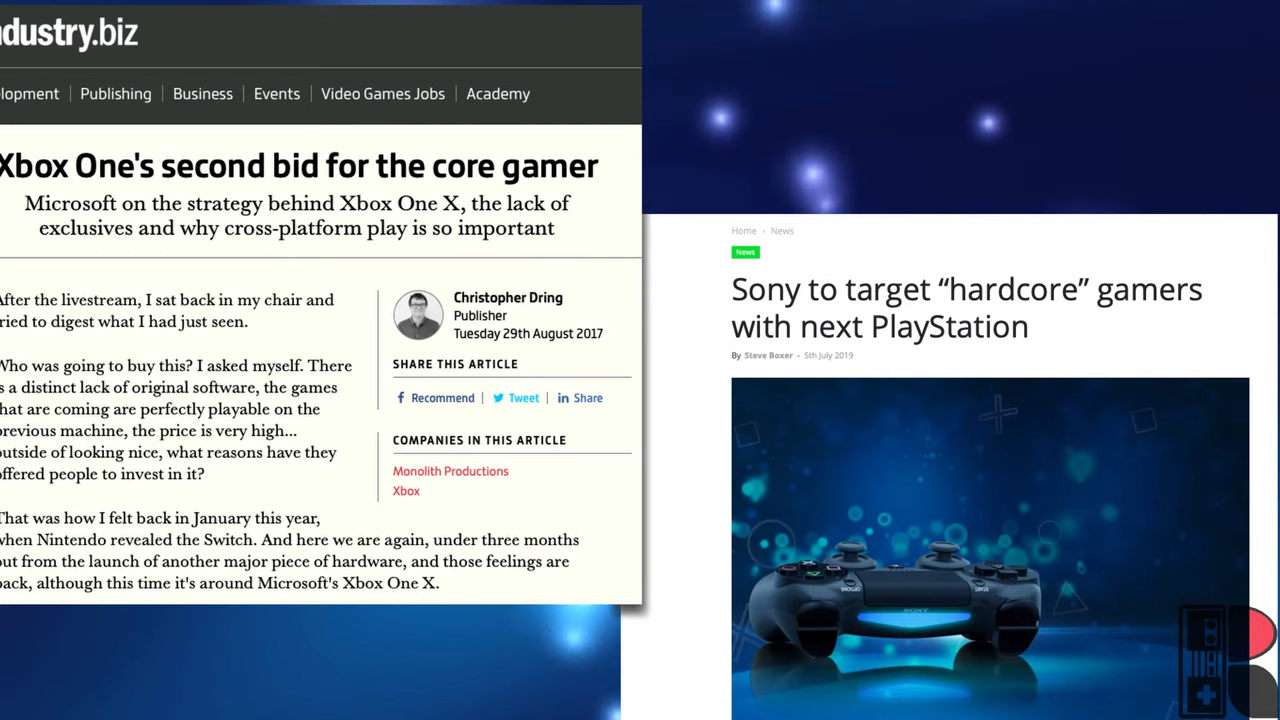 ndustry.biz
lopment | Publishing | Business | Events | Video Games Jobs | Academy
Xbox One's second bid for the core gamer
Microsoft on the strategy behind Xbox One X, the lack of
exclusives and why cross-platform play is so important
After the livestream, I sat back in my chair and
ried to digest what I had just seen.
Who was going to buy this? I asked myself. There
s a distinct lack of original software, the games
hat are coming are perfectly playable on the
previous machine, the price is very high...
outside of looking nice, what reasons have they
offered people to invest in it?
That was how I felt back in January this year,
when Nintendo revealed the Switch. And here we are again, under three months
out from the launch of another major piece of hardware, and those feelings are
back, although this time it's around Microsoft's Xbox One X.
Christopher Dring
Publisher
Tuesday 29th August 2017
SHARE THIS ARTICLE
Recommend | Tweet | Share
COMPANIES IN THIS ARTICLE
Monolith Productions
Xbox
Home › News
News
Sony to target “hardcore” gamers
with next PlayStation
By Steve Boxer - 5th July 2019
OPTIONS
START
SONY